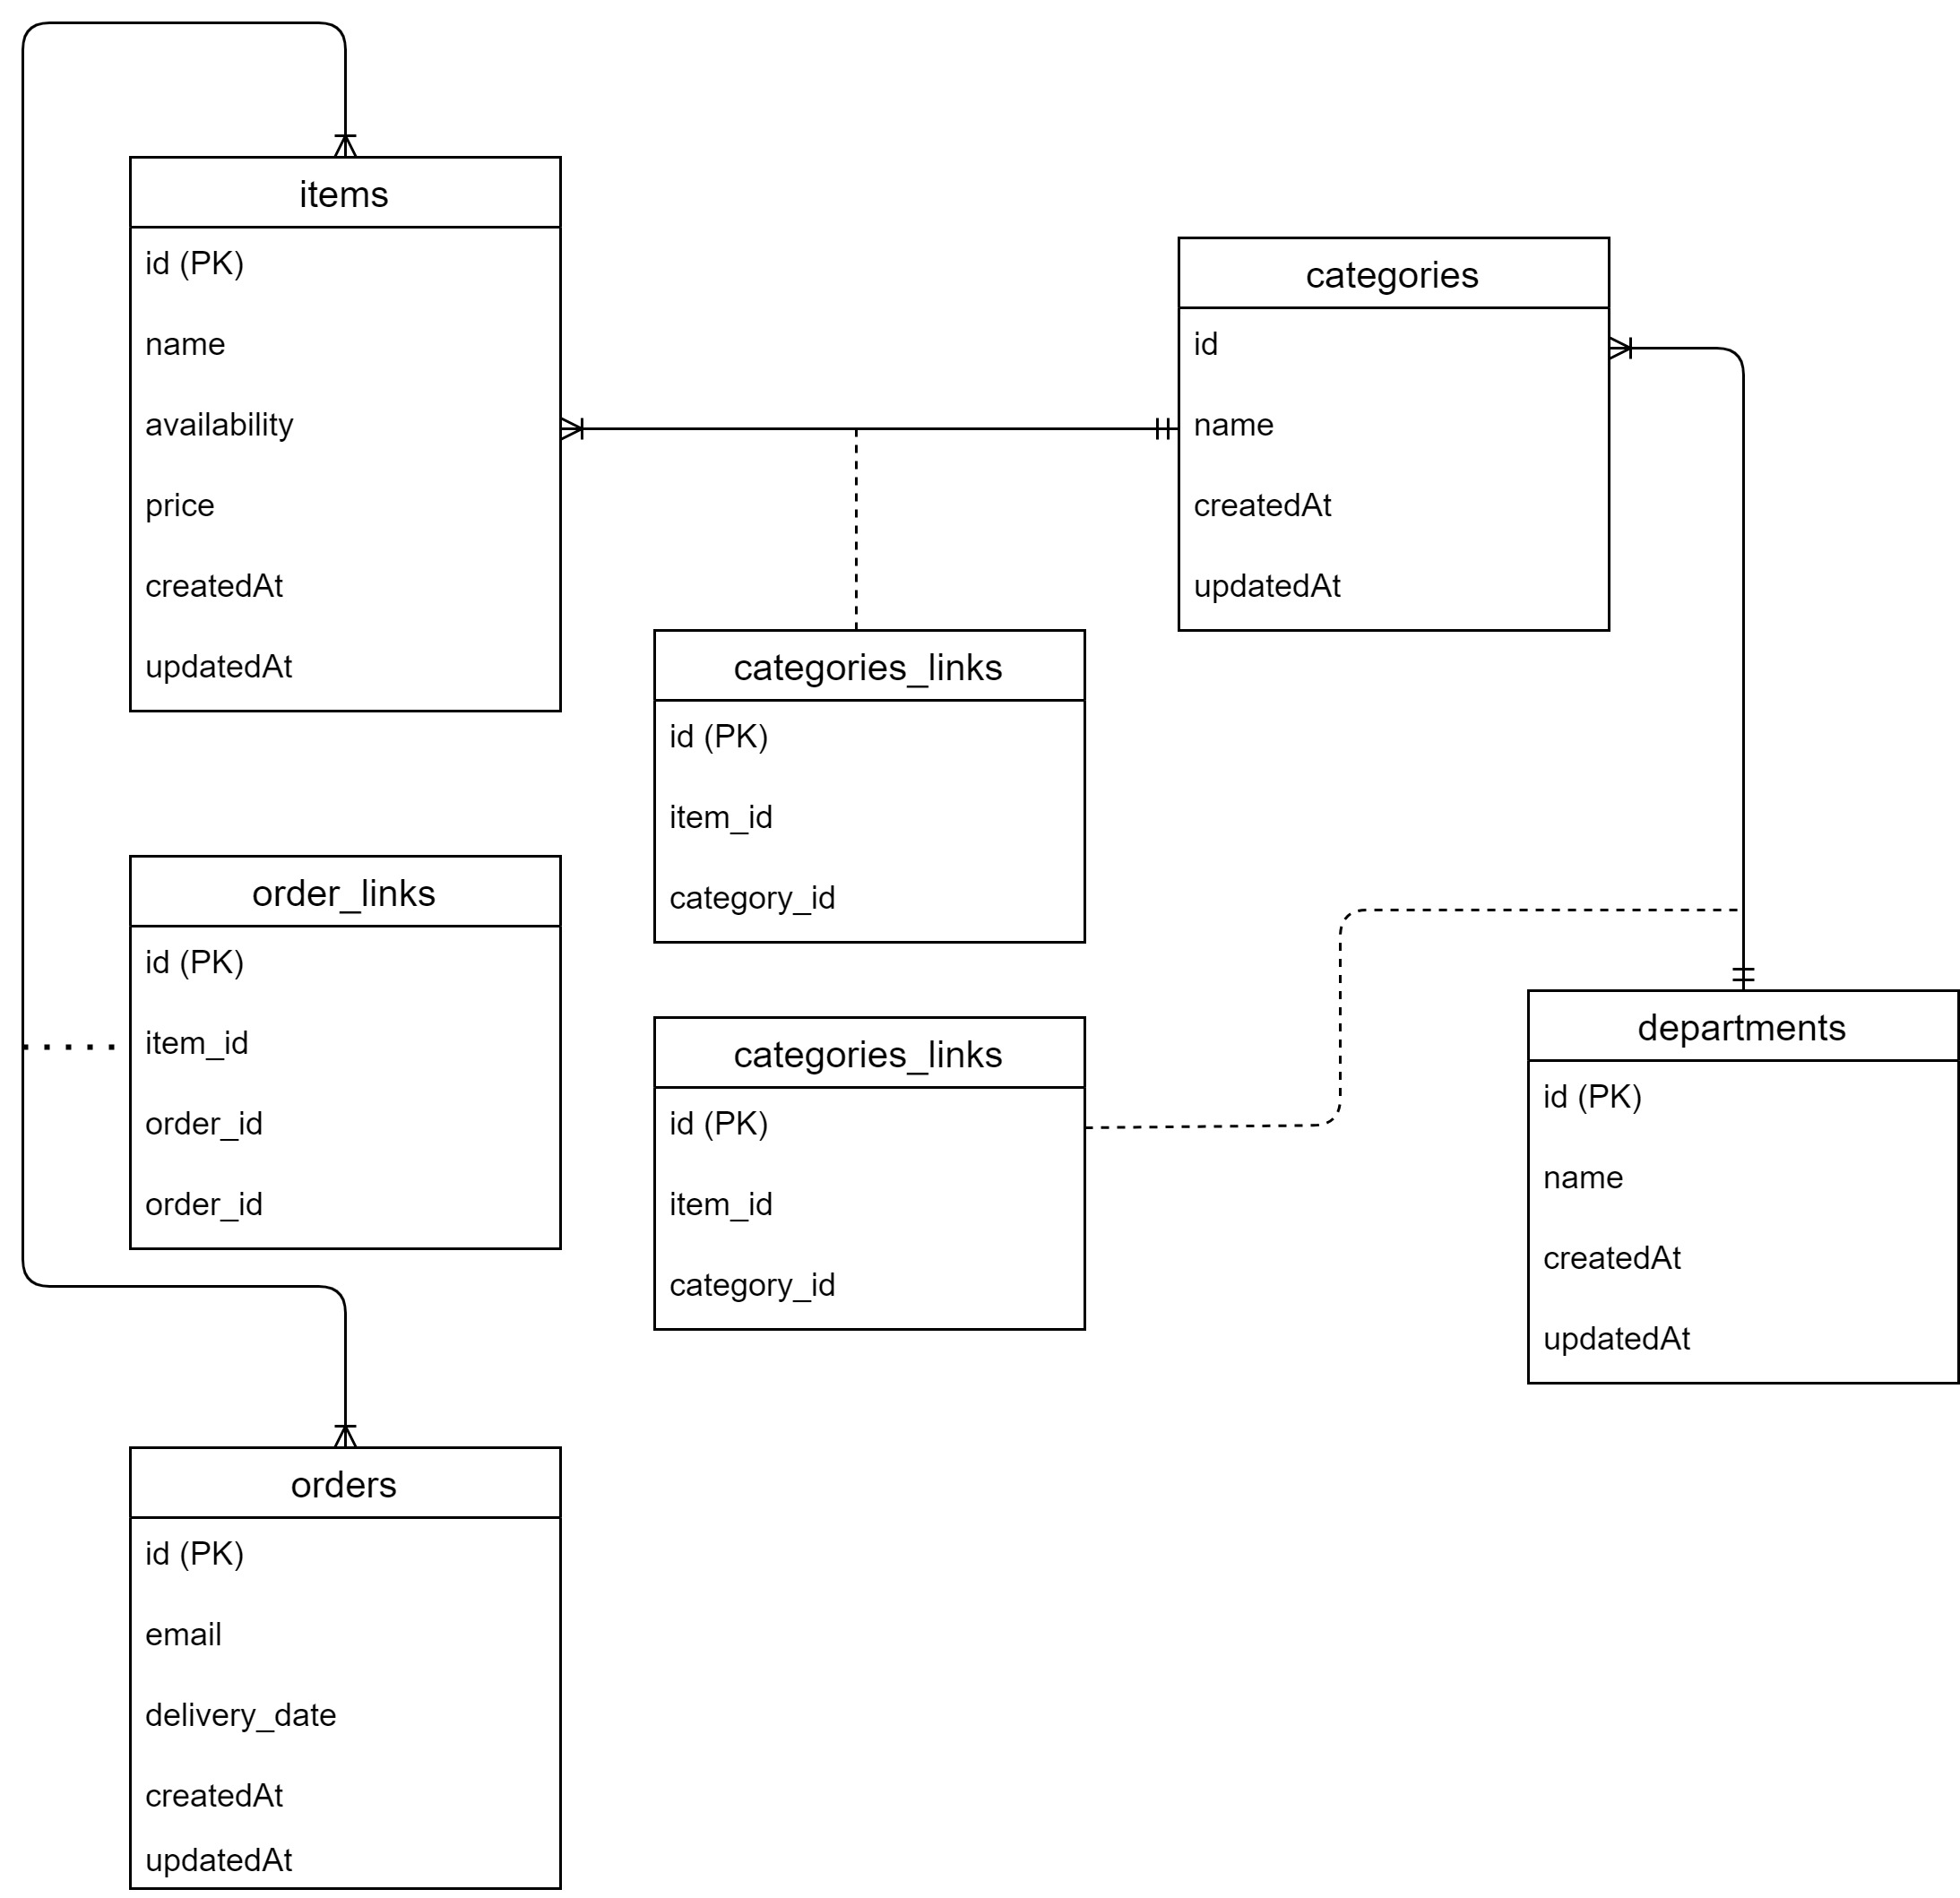 items
id (PK)
name
availability
price
createdAt
updatedAt
categories
id
name
createdAt
updatedAt
categories_links
id (PK)
item_id
category_id
order_links
id (PK)
item_id
order_id
order_id
categories_links
id (PK)
item_id
category_id
departments
id (PK)
name
createdAt
updatedAt
orders
id (PK)
email
delivery_date
createdAt
updatedAt